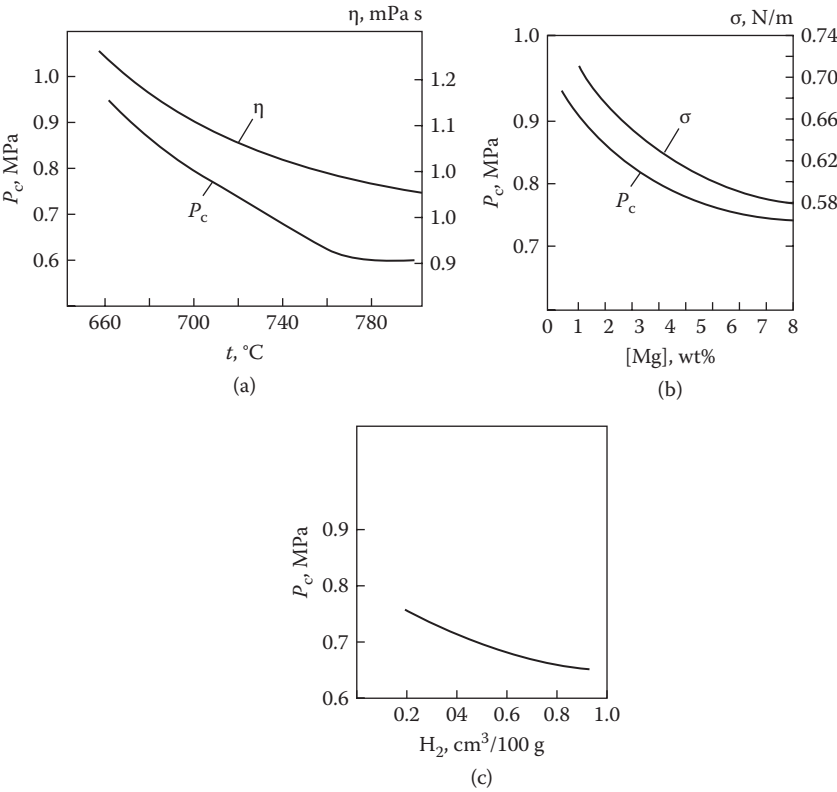 η, mPa s
1.0
0.9
0.8
0.7
0.6
P_c, MPa
η
P_c
1.2
1.1
1.0
1.0
0.9
660 700 740 780
t, °C
(a)
σ, N/m
1.0
0.9
0.8
0.7
P_c, MPa
σ
P_c
0.74
0.70
0.66
0.62
0.58
0 1 2 3 4 5 6 7 8
[Mg], wt%
(b)
0.9
0.8
0.7
0.6
P_c, MPa
0.2 04 0.6 0.8 1.0
H₂, cm³/100 g
(c)